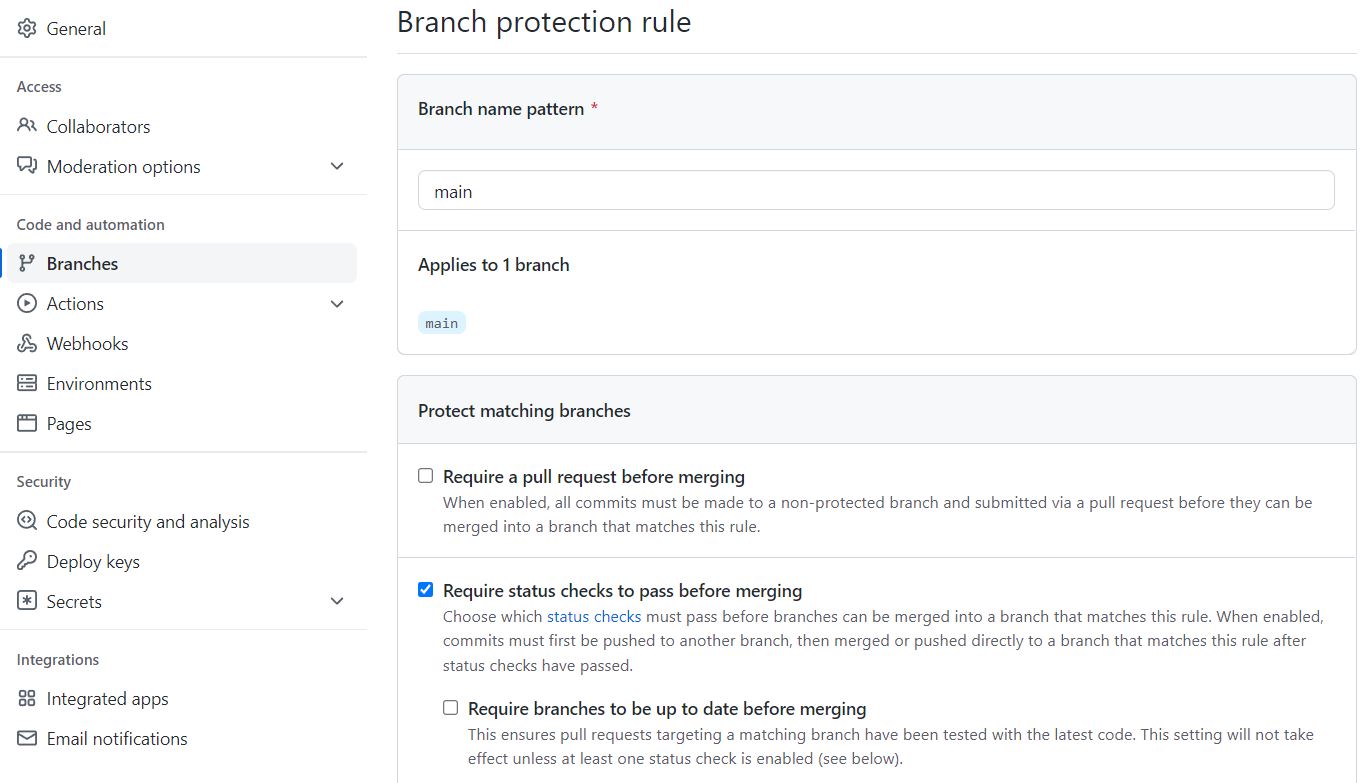 General
Access
Collaborators
Moderation options
Code and automation
Branches
Actions
Webhooks
Environments
Pages
Security
Code security and analysis
Deploy keys
Secrets
Integrations
Integrated apps
Email notifications
Branch protection rule
Branch name pattern *
main
Applies to 1 branch
main
Protect matching branches
Require a pull request before merging
When enabled, all commits must be made to a non-protected branch and submitted via a pull request before they can be
merged into a branch that matches this rule.
Require status checks to pass before merging
Choose which status checks must pass before branches can be merged into a branch that matches this rule. When enabled,
commits must first be pushed to another branch, then merged or pushed directly to a branch that matches this rule after
status checks have passed.
Require branches to be up to date before merging
This ensures pull requests targeting a matching branch have been tested with the latest code. This setting will not take
effect unless at least one status check is enabled (see below).